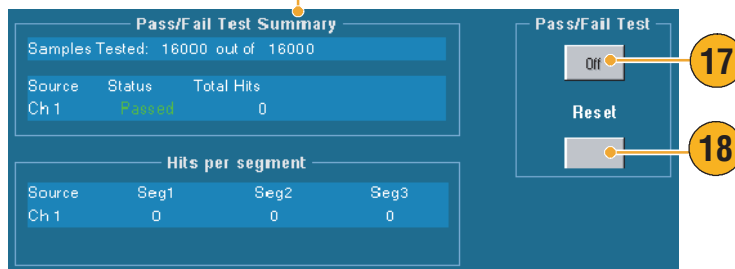 Pass/Fail Test Summary
Samples Tested: 16000 out of 16000
Source Status Total Hits
Ch 1 Passed 0
Hits per segment
Source Seg1 Seg2 Seg3
Ch 1 0 0 0
Pass/Fail Test
Off
17
Reset
18